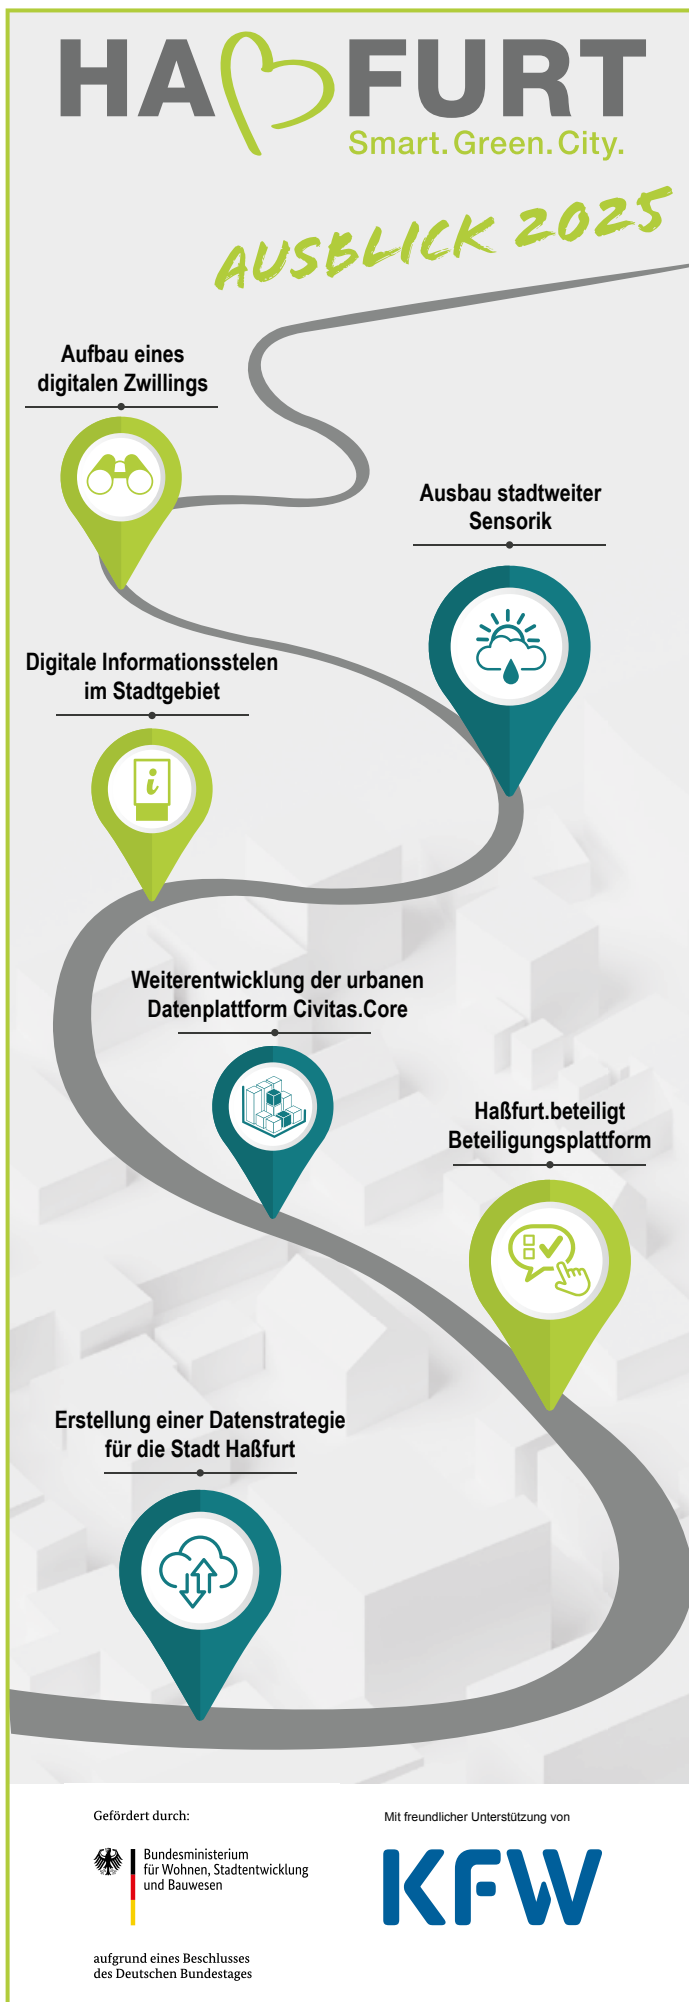 HAßFURT
Smart. Green. City.
AUSBLICK 2025
Aufbau eines
digitalen Zwillings
Ausbau stadtweiter
Sensorik
Digitale Informationsstelen
im Stadtgebiet
i
Weiterentwicklung der urbanen
Datenplattform Civitas.Core
Haßfurt.beteiligt
Beteiligungsplattform
Erstellung einer Datenstrategie
für die Stadt Haßfurt
Gefördert durch:
Bundesministerium
für Wohnen, Stadtentwicklung
und Bauwesen
aufgrund eines Beschlusses
des Deutschen Bundestages
Mit freundlicher Unterstützung von
KFW